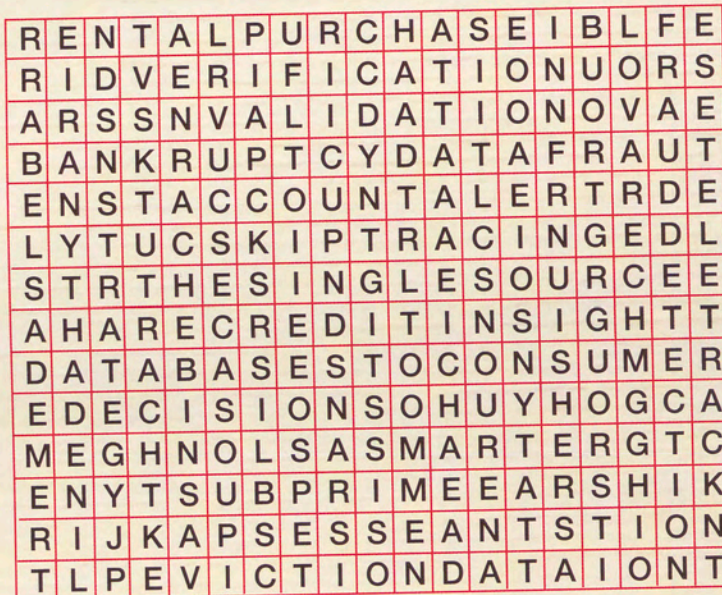 RENTALPURCHASEIBLFE
RIDVERIFICATIONUORS
ARSSNVALIDATIONOVAE
BANKRUPTCYDATAFRAUT
ENSTACCOUNTALERTRDE
LYTUCSKIPTRACINGEDL
STRTHESINGLESOURCEE
AHARECREDITINSIGHTT
DATABASESTOCONSUMER
EDECISIONSOHUYHOGCA
MEGHNOLSASMARTERGTC
ENYTSUBPRIMEEARSHIK
RIJKAPSESSEANTSTION
TLPEVICTIONDATAIONT